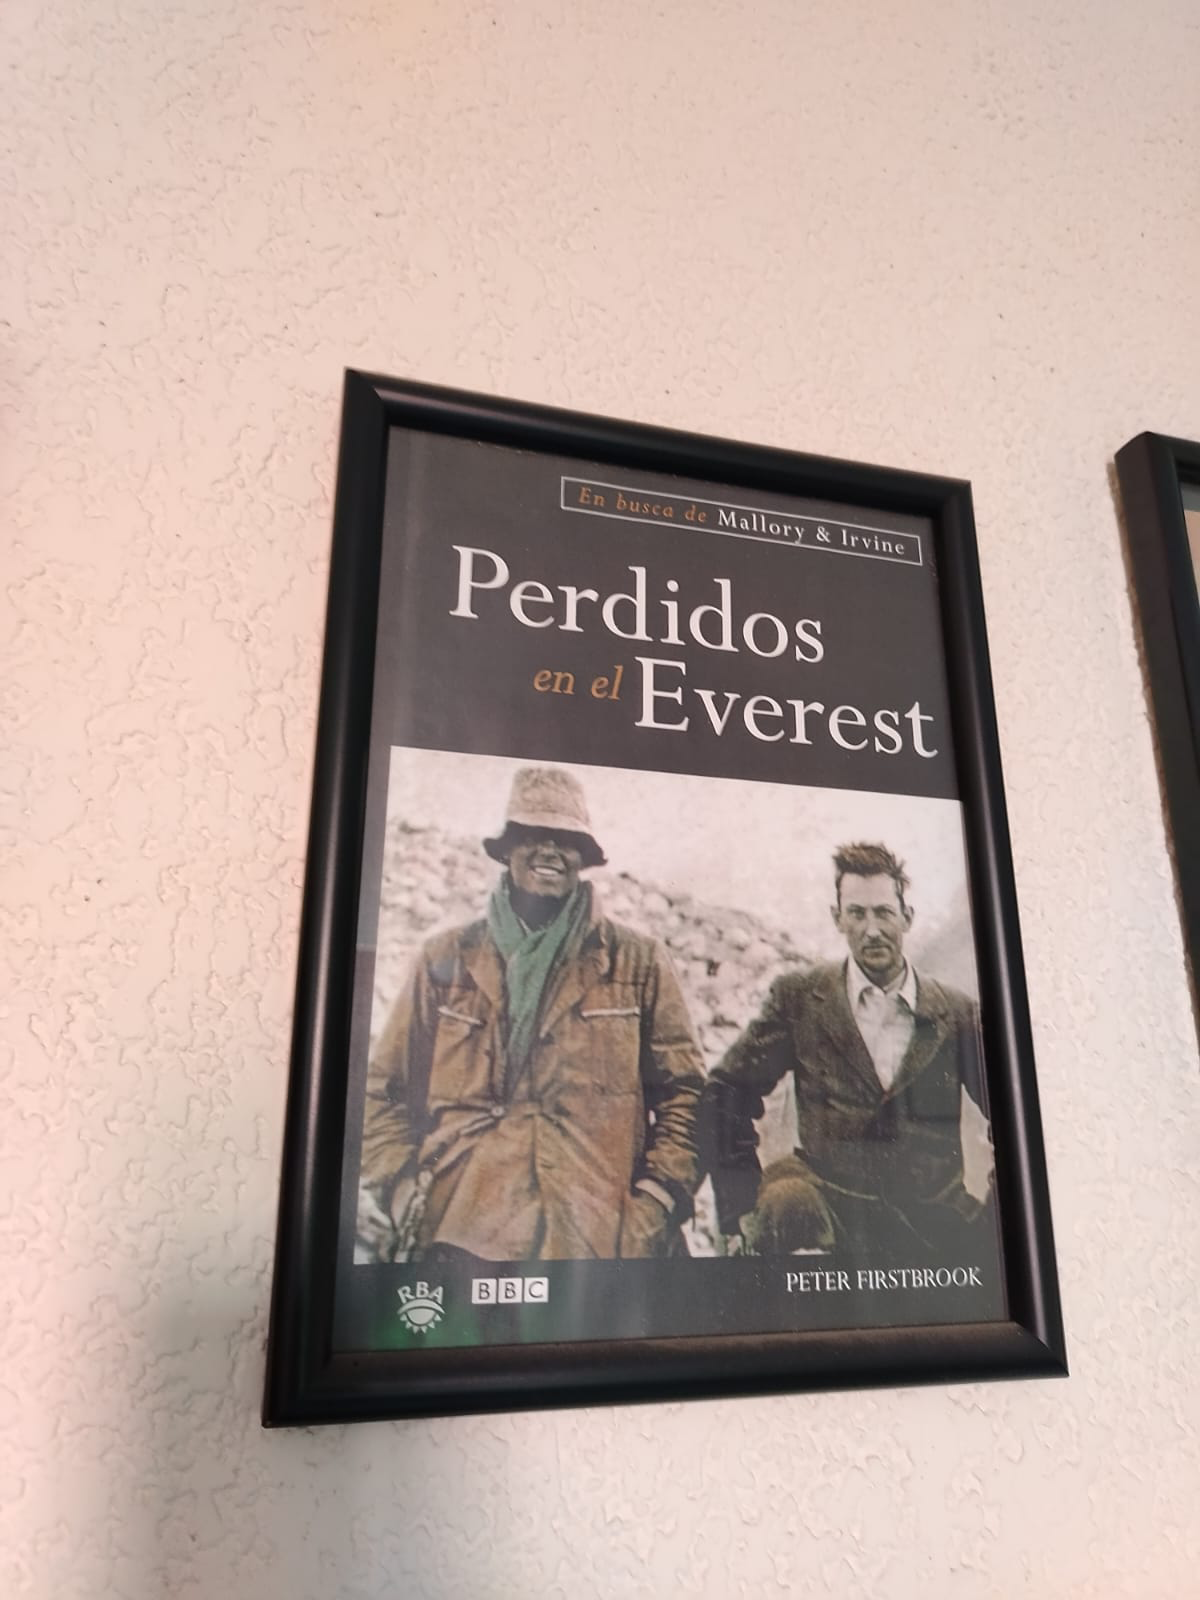 En busca de Mallory & Irvine
Perdidos
en el Everest
RBA
BBC
PETER FIRSTBROOK